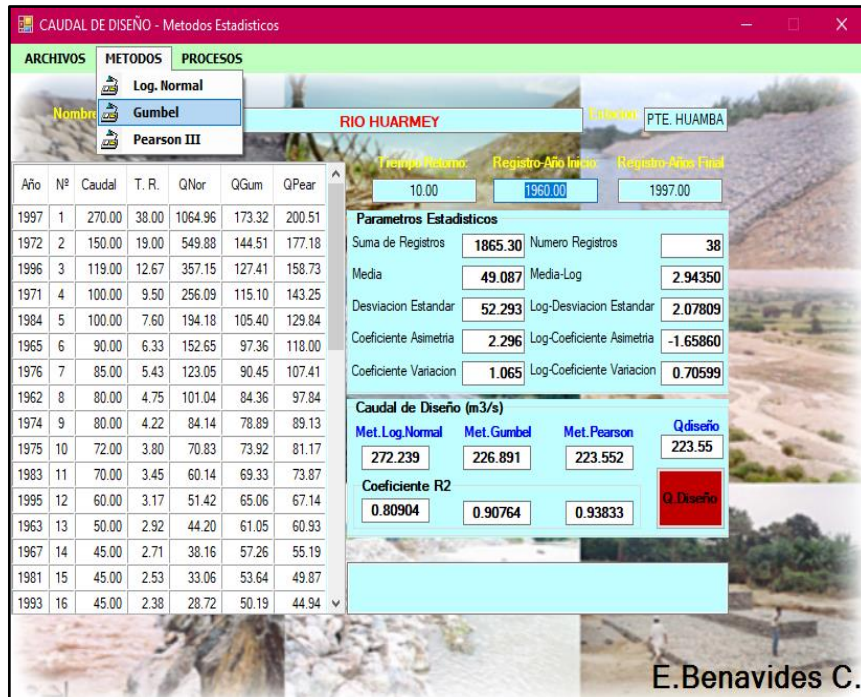 CAUDAL DE DISEÑO - Metodos Estadisticos
ARCHIVOS METODOS PROCESOS
Log. Normal
Gumbel
Pearson III
RIO HUARMEY
PTE. HUAMBA
Tiempo Retorno: Registro-Año Inicio: Registro-Años Final
10.00 1960.00 1997.00
Año Nº Caudal T. R. QNor QGum QPear
1997 1 270.00 38.00 1064.96 173.32 200.51
1972 2 150.00 19.00 549.88 144.51 177.18
1996 3 119.00 12.67 357.15 127.41 158.73
1971 4 100.00 9.50 256.09 115.10 143.25
1984 5 100.00 7.60 194.18 105.40 129.84
1965 6 90.00 6.33 152.65 97.36 118.00
1976 7 85.00 5.43 123.05 90.45 107.41
1962 8 80.00 4.75 101.04 84.36 97.84
1974 9 80.00 4.22 84.14 78.89 89.13
1975 10 72.00 3.80 70.83 73.92 81.17
1983 11 70.00 3.45 60.14 69.33 73.87
1995 12 60.00 3.17 51.42 65.06 67.14
1963 13 50.00 2.92 44.20 61.05 60.93
1967 14 45.00 2.71 38.16 57.26 55.19
1981 15 45.00 2.53 33.06 53.64 49.87
1993 16 45.00 2.38 28.72 50.19 44.94
Parametros Estadisticos
Suma de Registros 1865.30 Numero Registros 38
Media 49.087 Media-Log 2.94350
Desviacion Estandar 52.293 Log-Desviacion Estandar 2.07809
Coeficiente Asimetria 2.296 Log-Coeficiente Asimetria -1.65860
Coeficiente Variacion 1.065 Log-Coeficiente Variacion 0.70599
Caudal de Diseño (m3/s)
Met.Log.Normal Met.Gumbel Met.Pearson Qdiseño
272.239 226.891 223.552 223.55
Coeficiente R2
0.80904 0.90764 0.93833
Q.Diseño
E.Benavides C.